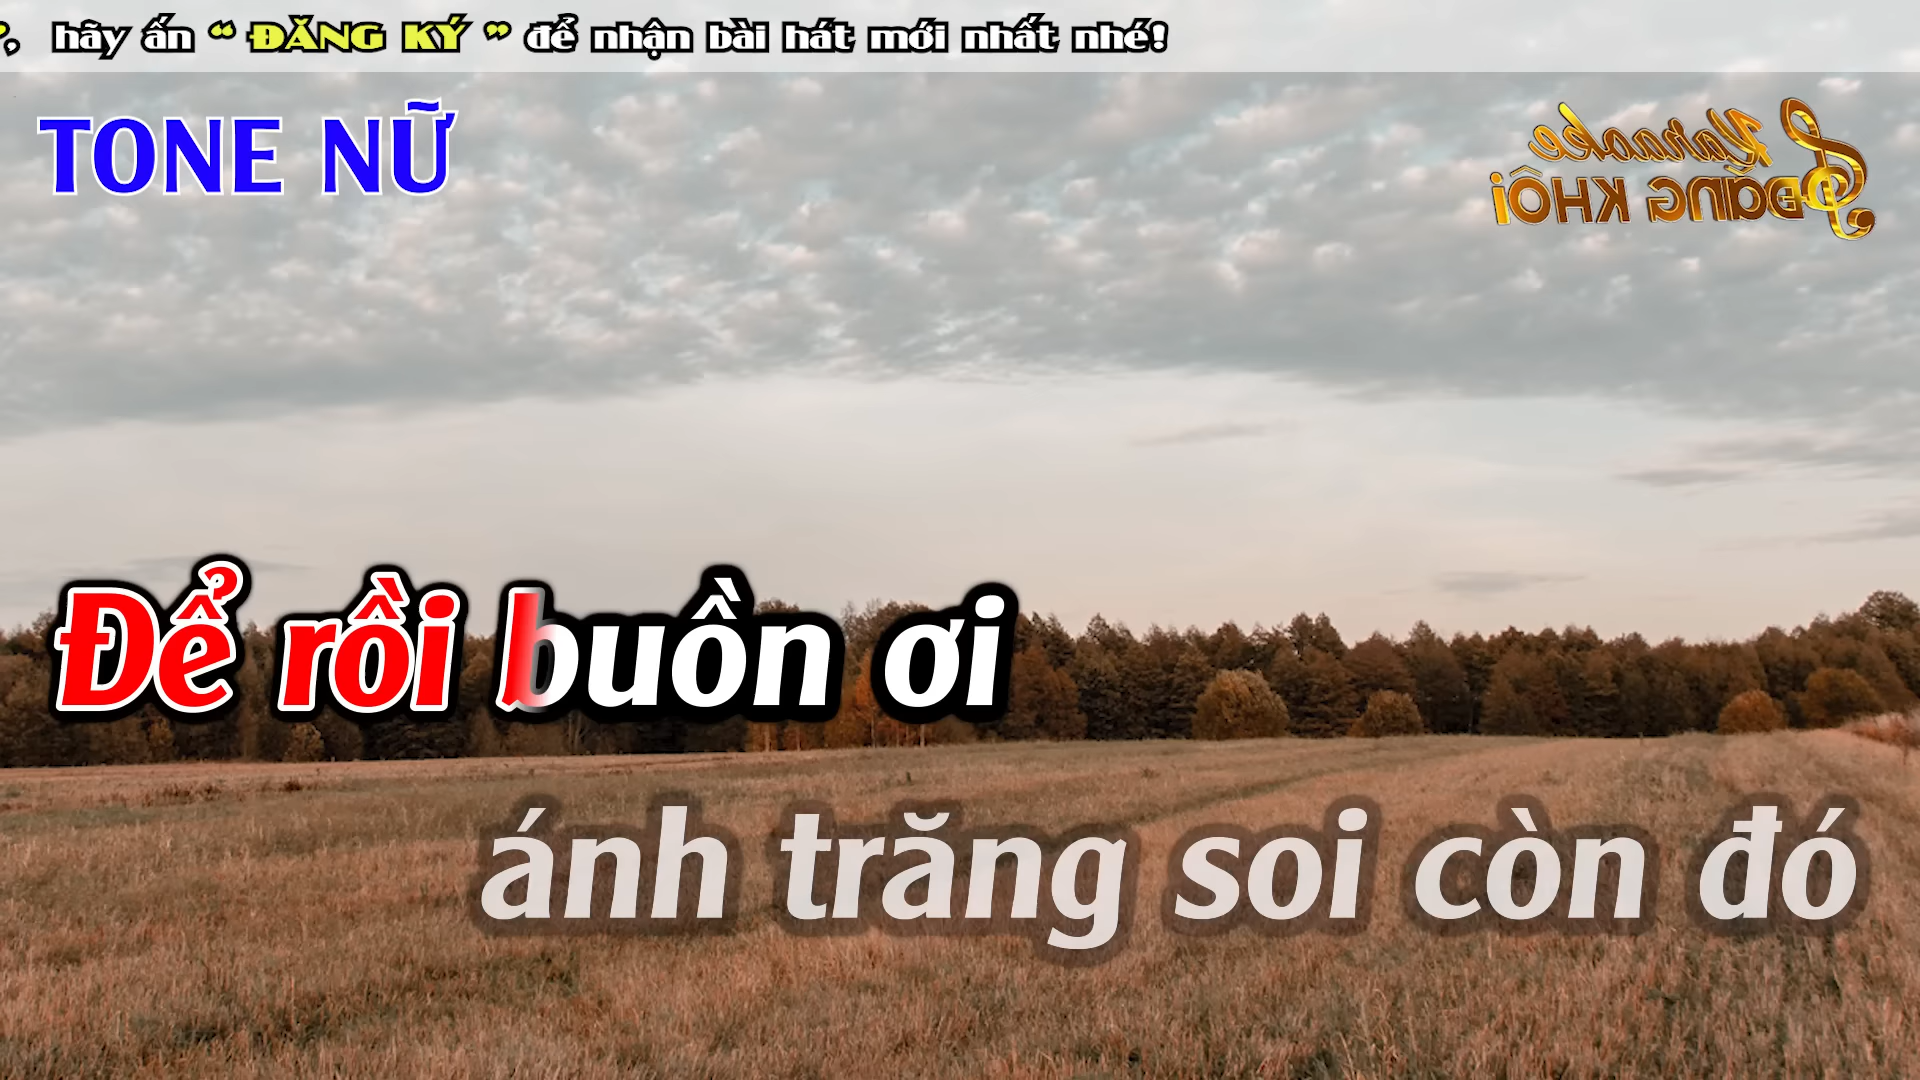 , hãy ấn “ ĐĂNG KÝ ” để nhận bài hát mới nhất nhé!
TONE NỮ
Karaoke
ĐĂNG KHÔI
Để rồi buồn ơi
ánh trăng soi còn đó